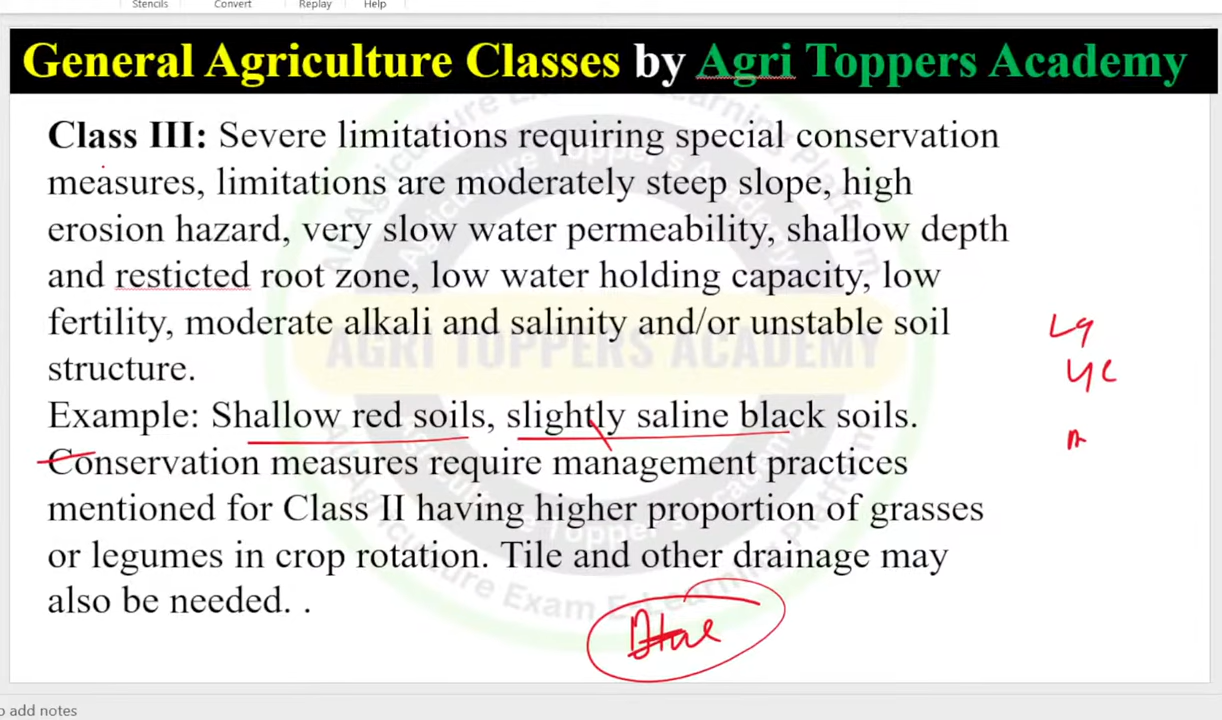 Stencils Convert Replay Help
General Agriculture Classes by Agri Toppers Academy
Class III: Severe limitations requiring special conservation
measures, limitations are moderately steep slope, high
erosion hazard, very slow water permeability, shallow depth
and resticted root zone, low water holding capacity, low
fertility, moderate alkali and salinity and/or unstable soil
structure.
Example: Shallow red soils, slightly saline black soils.
Conservation measures require management practices
mentioned for Class II having higher proportion of grasses
or legumes in crop rotation. Tile and other drainage may
also be needed. .
AGRI TOPPERS ACADEMY
add notes